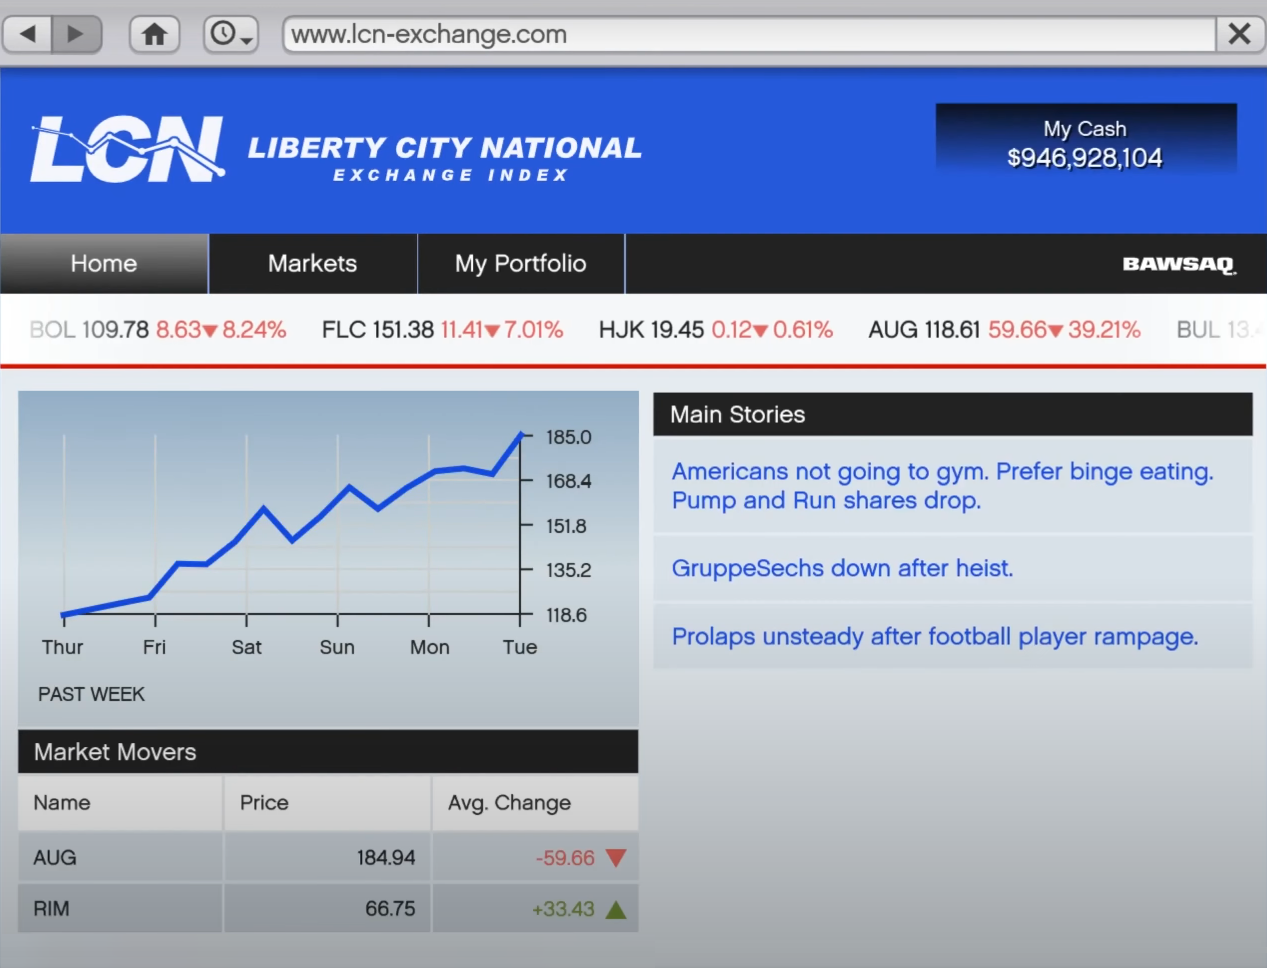 www.lcn-exchange.com
LCN
LIBERTY CITY NATIONAL
EXCHANGE INDEX
My Cash
$946,928,104
Home Markets My Portfolio BAWSAQ
BOL 109.78 8.63▼8.24% FLC 151.38 11.41▼7.01% HJK 19.45 0.12▼0.61% AUG 118.61 59.66▼39.21% BUL
185.0
168.4
151.8
135.2
118.6
Thur Fri Sat Sun Mon Tue
PAST WEEK
Market Movers
Name Price Avg. Change
AUG 184.94 -59.66 ▼
RIM 66.75 +33.43 ▲
Main Stories
Americans not going to gym. Prefer binge eating.
Pump and Run shares drop.
GruppeSechs down after heist.
Prolaps unsteady after football player rampage.